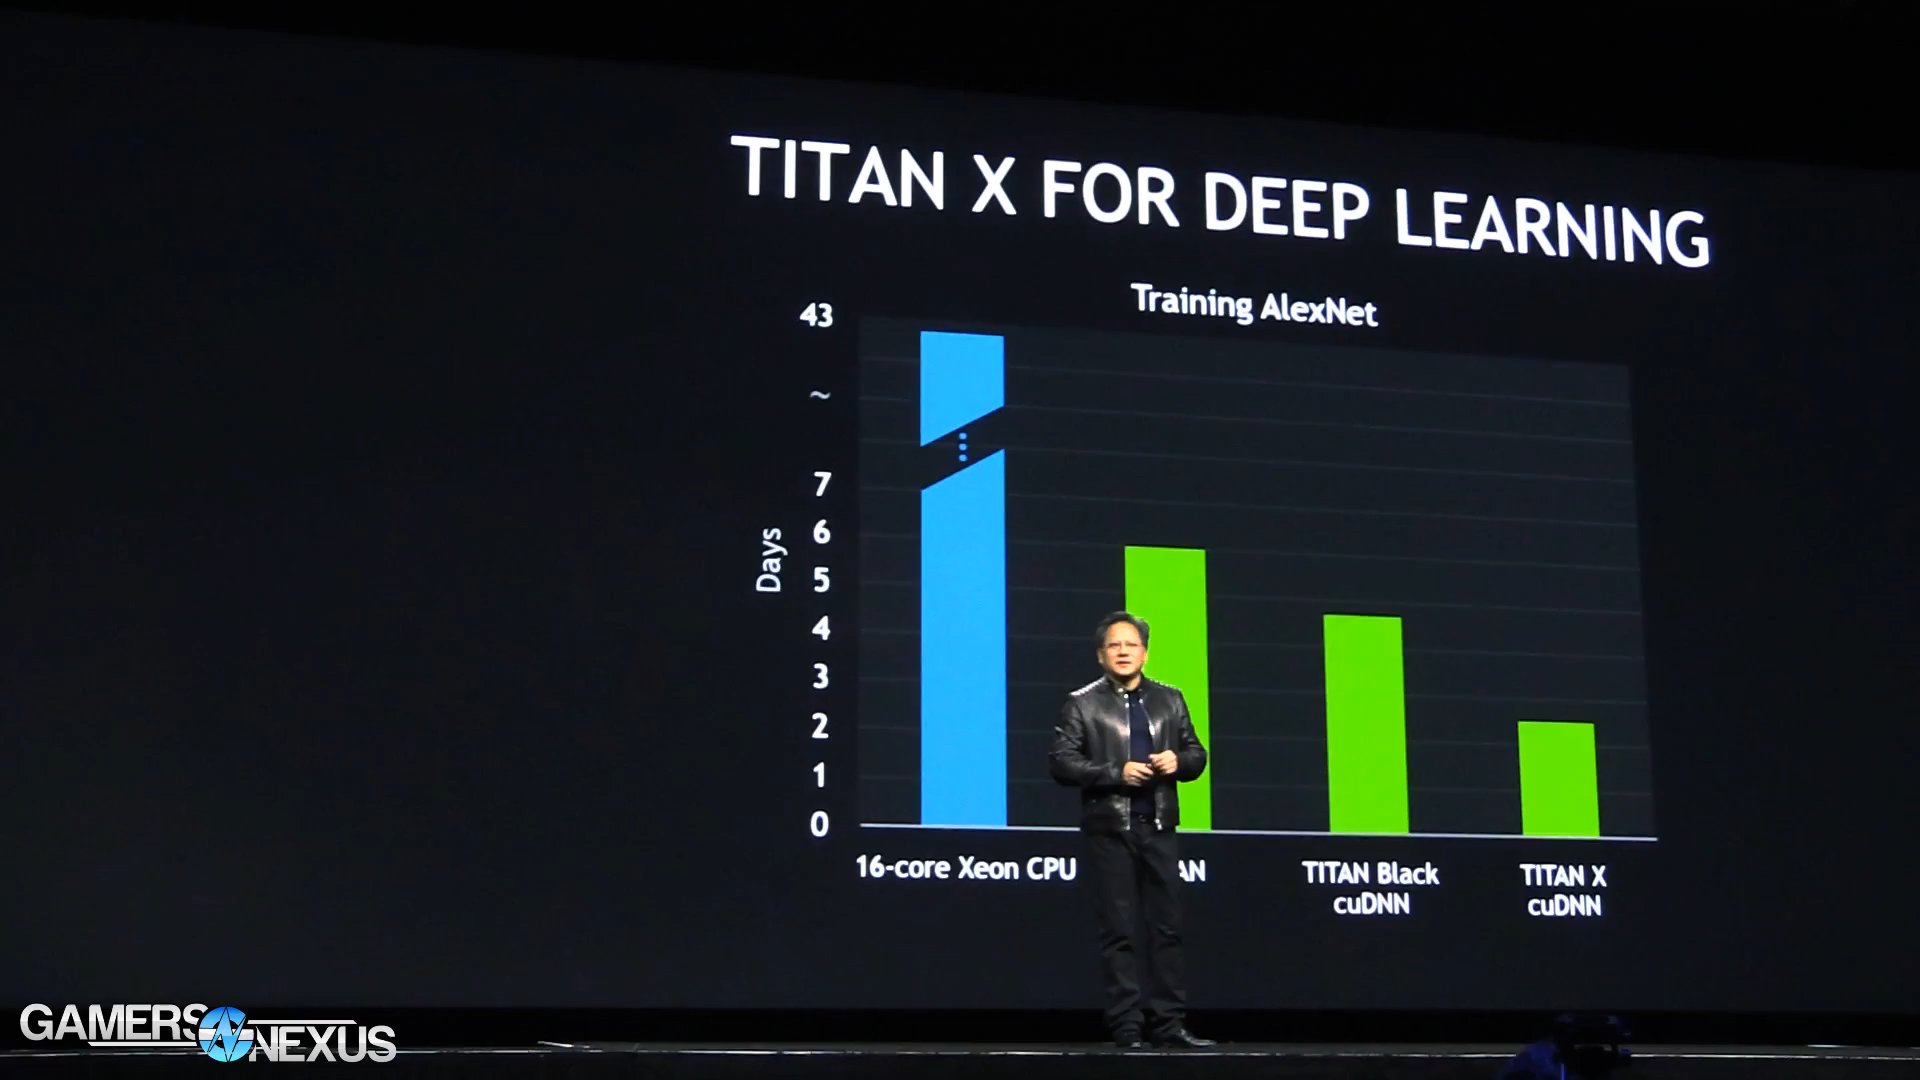 TITAN X FOR DEEP LEARNING
Training AlexNet
43
~
7
6
5
4
3
2
1
0
Days
16-core Xeon CPU
AN
TITAN Black
cuDNN
TITAN X
cuDNN
GAMERS
NEXUS